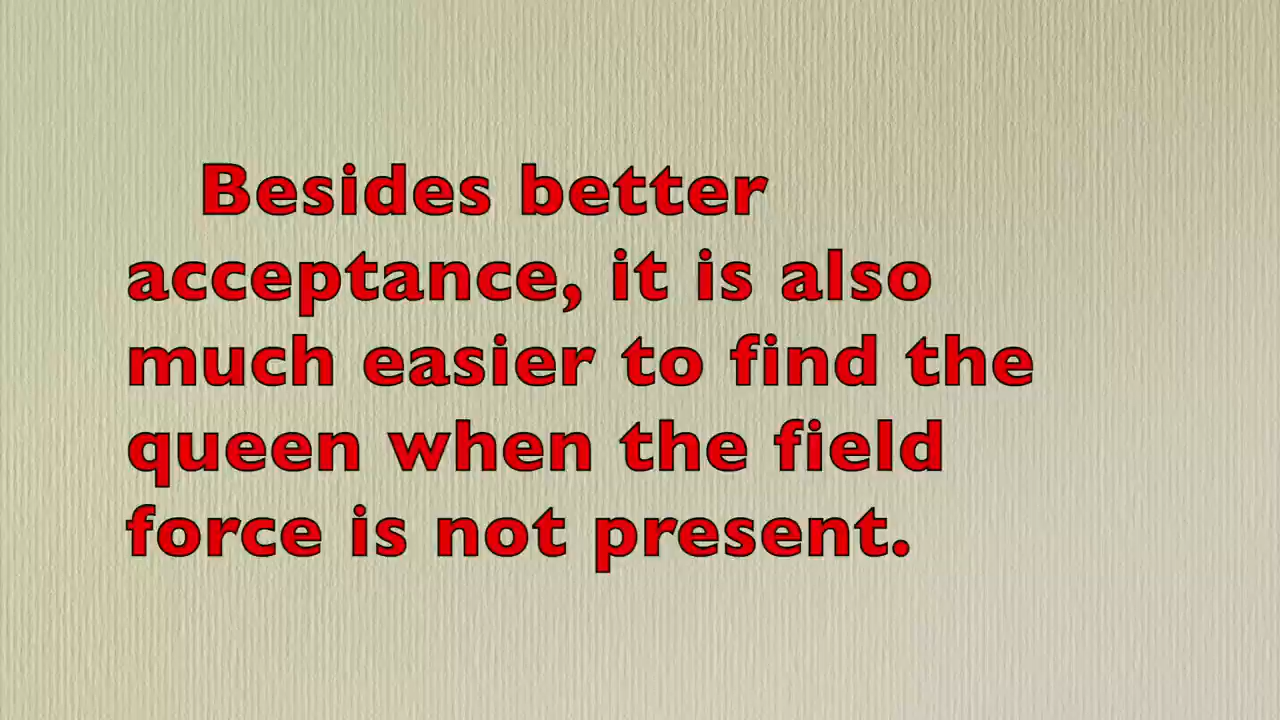 Besides better
acceptance, it is also
much easier to find the
queen when the field
force is not present.